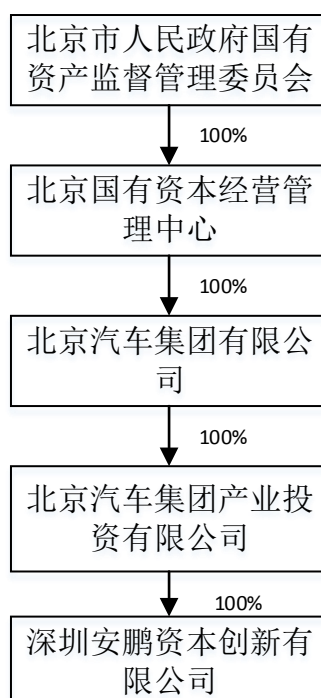 北京市人民政府国有
资产监督管理委员会
100%
北京国有资本经营管
理中心
100%
北京汽车集团有限公
司
100%
北京汽车集团产业投
资有限公司
100%
深圳安鹏资本创新有
限公司